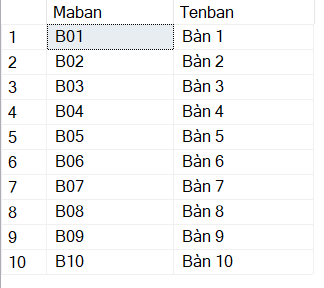 Maban Tenban
1 B01 Bàn 1
2 B02 Bàn 2
3 B03 Bàn 3
4 B04 Bàn 4
5 B05 Bàn 5
6 B06 Bàn 6
7 B07 Bàn 7
8 B08 Bàn 8
9 B09 Bàn 9
10 B10 Bàn 10